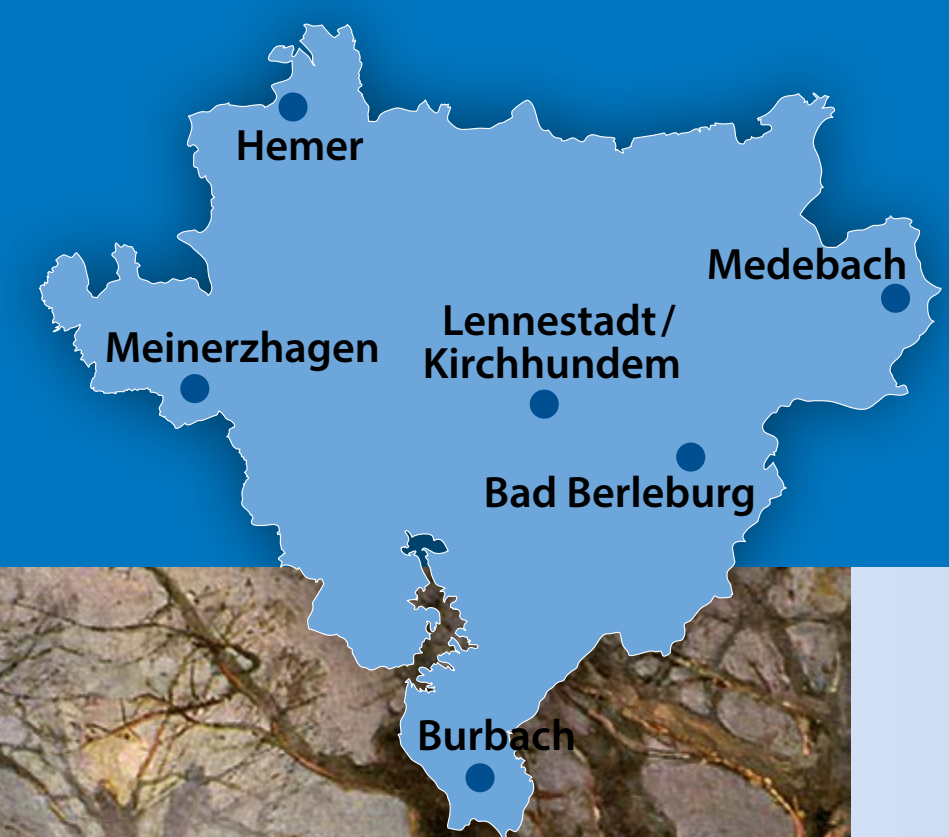 Hemer
Medebach
Lennestadt/
Kirchhundem
Meinerzhagen
Bad Berleburg
Burbach